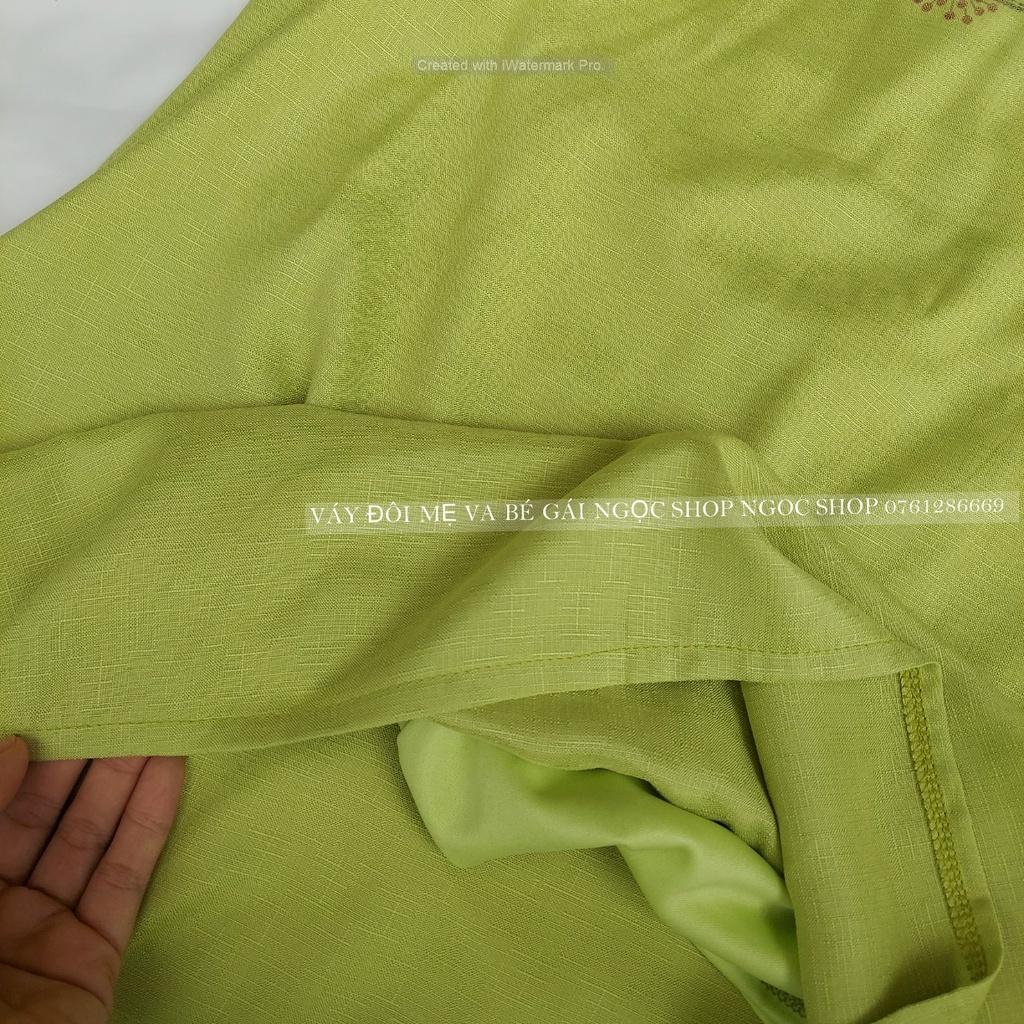 Created with iWatermark Pro.
VÁY ĐÔI MẸ VA BÉ GÁI NGỌC SHOP NGOC SHOP 0761286669